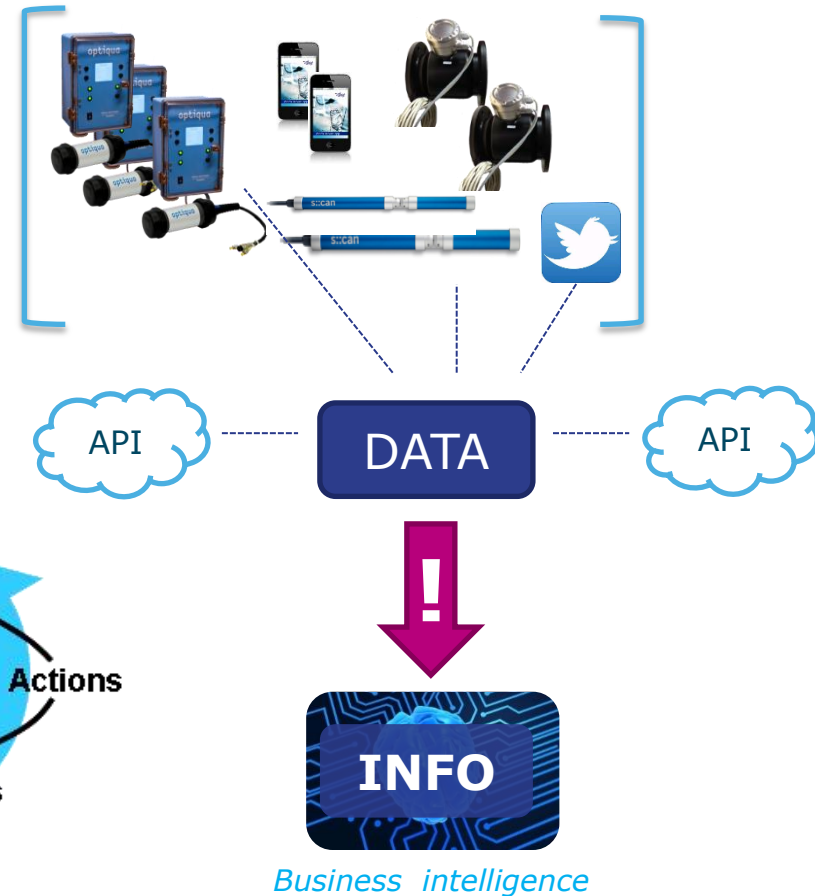 optiqua
optiqua
optiqua
optiqua
optiqua
s::can
s::can
API
DATA
API
!
Actions
s
INFO
Business intelligence